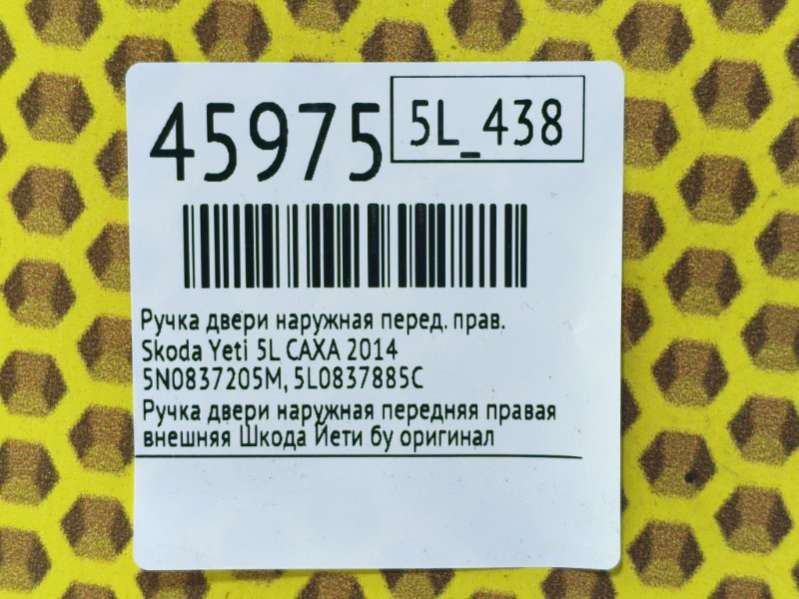 45975
5L_438
Ручка двери наружная перед. прав.
Skoda Yeti 5L CAXA 2014
5N0837205M, 5L0837885C
Ручка двери наружная передняя правая
внешняя Шкода Йети бу оригинал